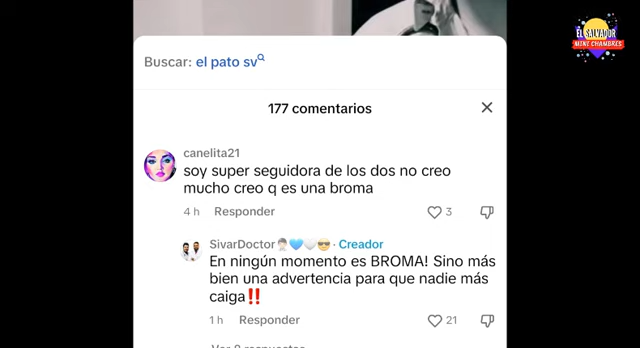 EL SALVADOR
MINI CHAMBRES
Buscar: el pato sv
177 comentarios
canelita21
soy super seguidora de los dos no creo
mucho creo q es una broma
4 h Responder 3
SivarDoctor · Creador
En ningún momento es BROMA! Sino más
bien una advertencia para que nadie más
caiga‼️
1 h Responder 21